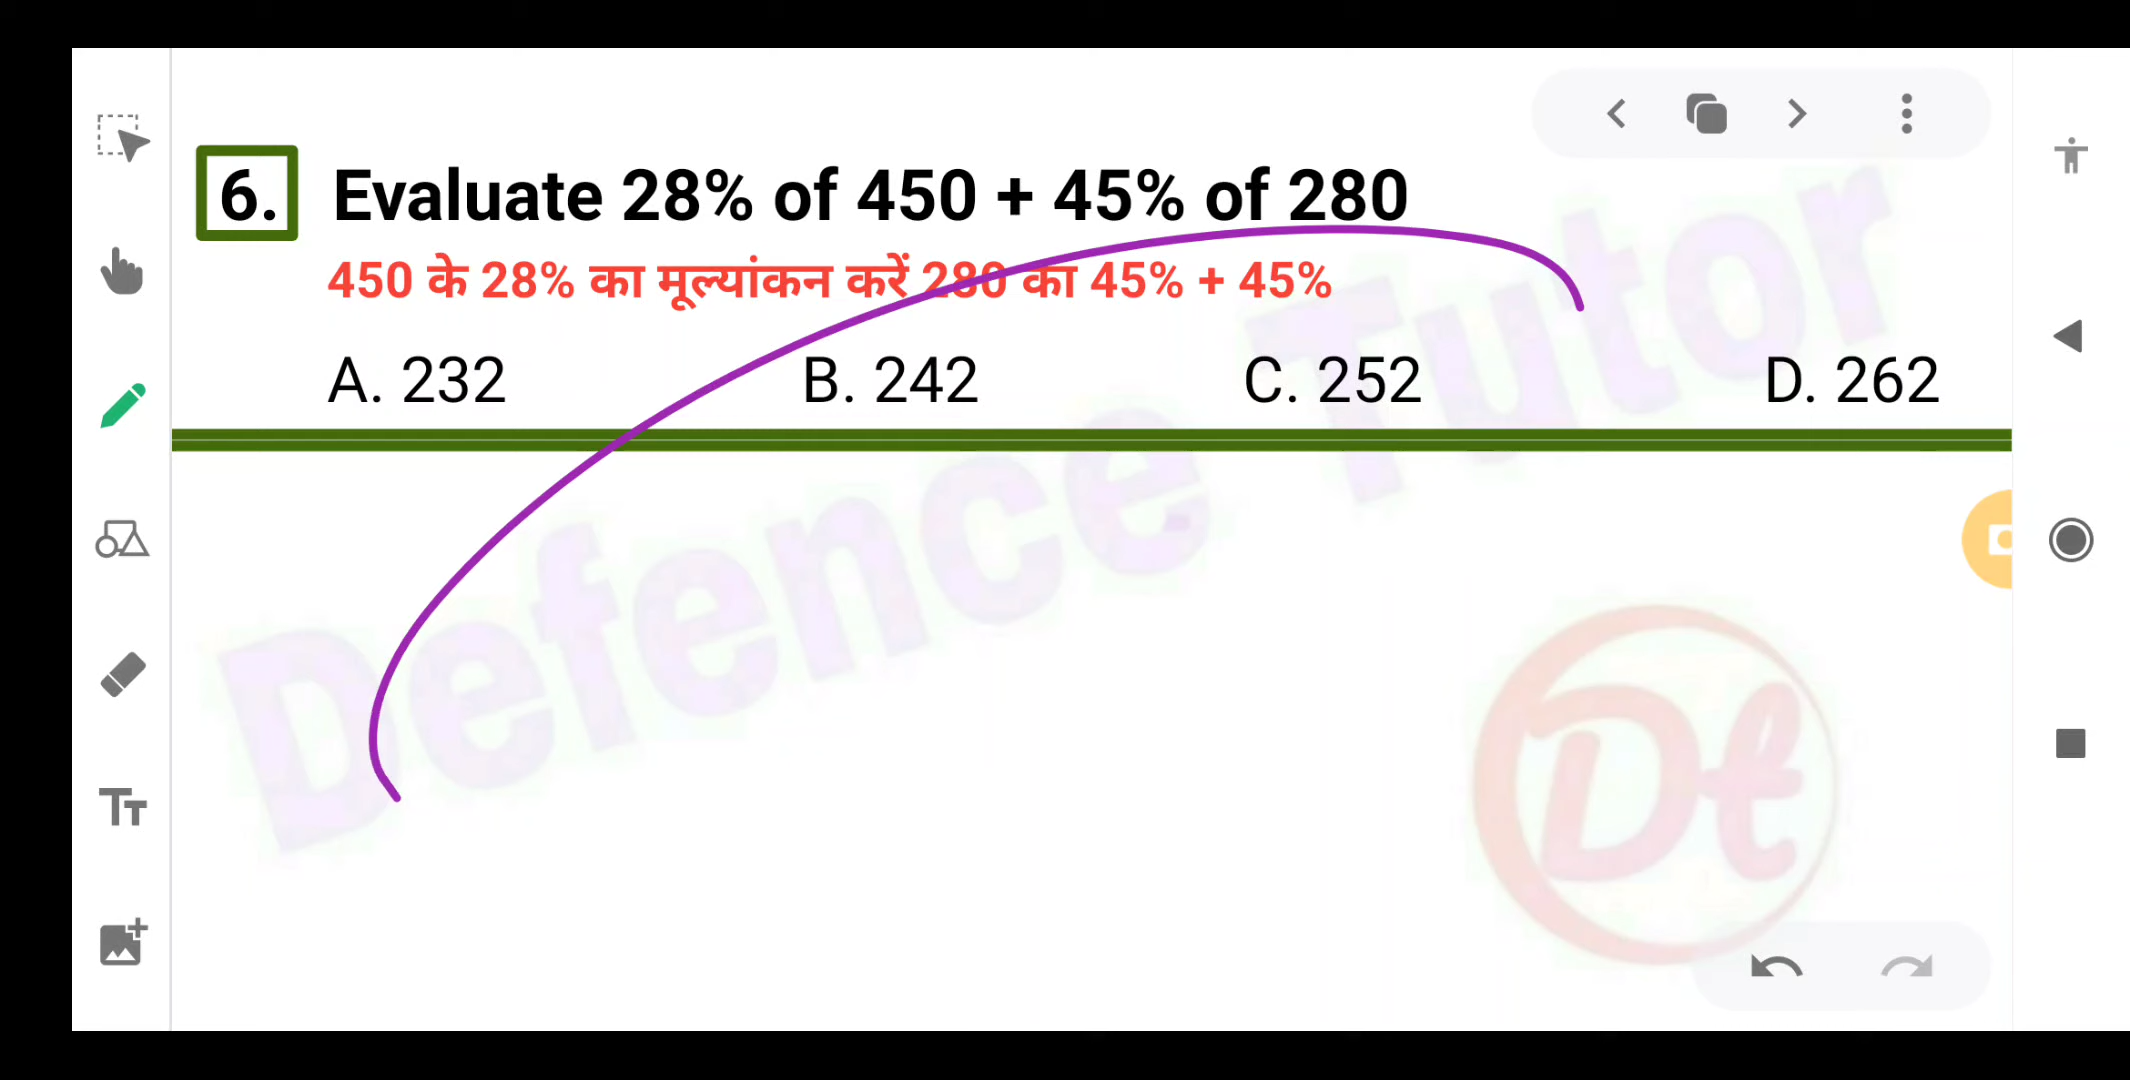 6. Evaluate 28% of 450 + 45% of 280
450 के 28% का मूल्यांकन करें 280 का 45% + 45%
A. 232 B. 242 C. 252 D. 262
Defence Tutor
Dt